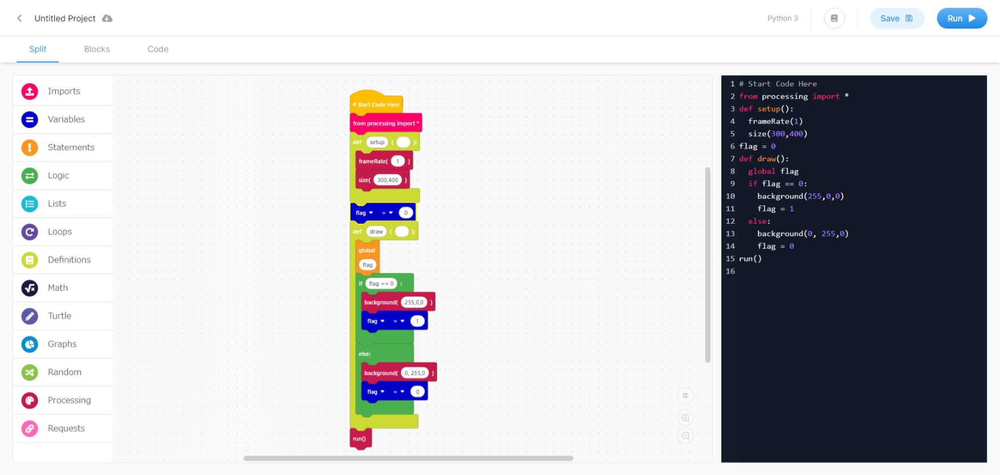 Untitled Project
Python 3
Save
Run
Split
Blocks
Code
Imports
Variables
Statements
Logic
Lists
Loops
Definitions
Math
Turtle
Graphs
Random
Processing
Requests
# Start Code Here
from processing import *
def setup ( ):
frameRate( 1 )
size( 300,400 )
flag = 0
def draw ( ):
global
flag
if flag == 0 :
background( 255,0,0 )
flag = 1
else:
background( 0, 255,0 )
flag = 0
run()
1 # Start Code Here
2 from processing import *
3 def setup():
4 frameRate(1)
5 size(300,400)
6 flag = 0
7 def draw():
8 global flag
9 if flag == 0:
10 background(255,0,0)
11 flag = 1
12 else:
13 background(0, 255,0)
14 flag = 0
15 run()
16